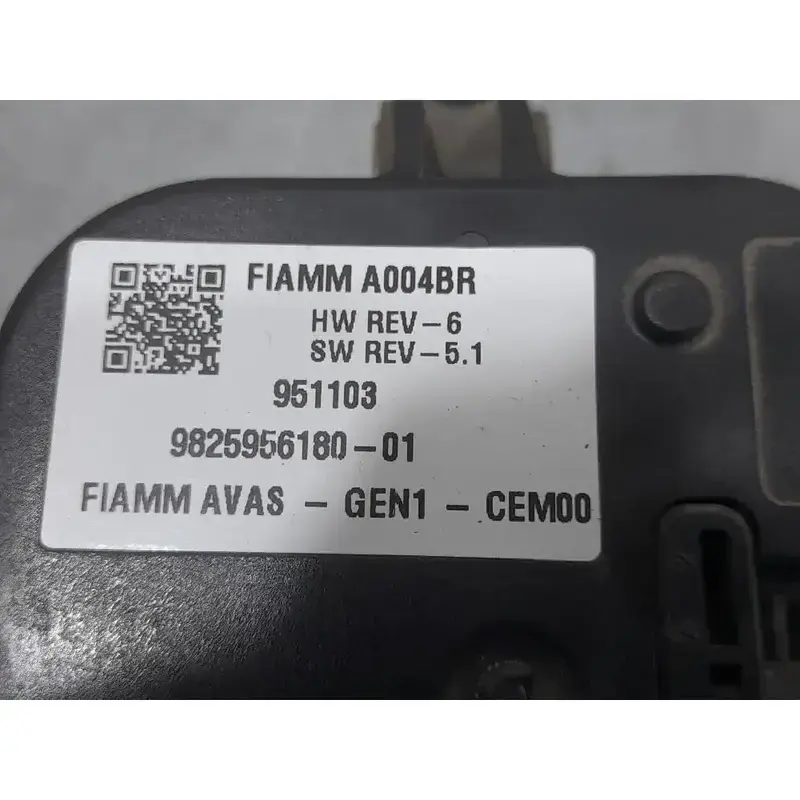 FIAMM A004BR
HW REV-6
SW REV-5.1
951103
9825956180-01
FIAMM AVAS - GEN1 - CEM00